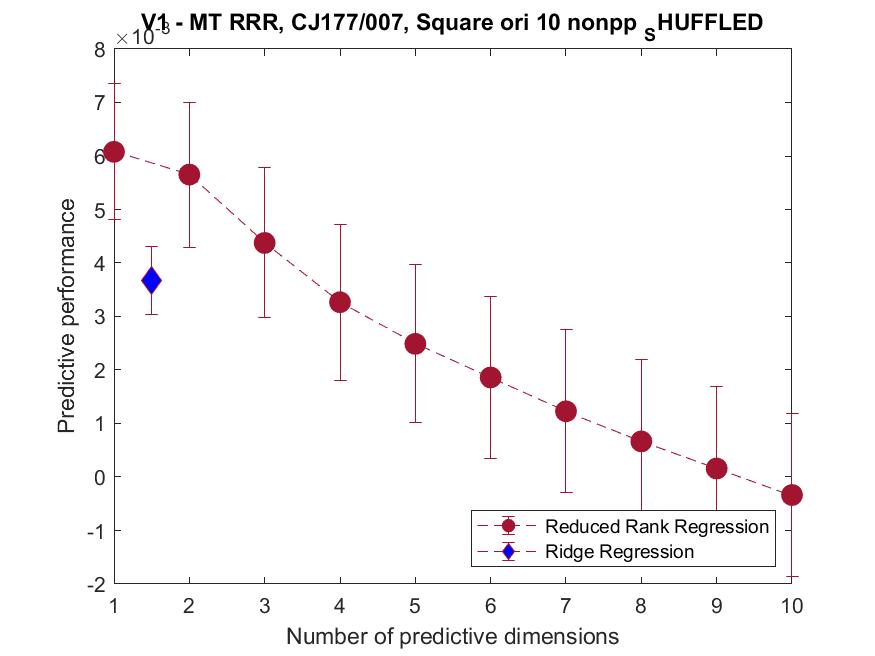 V1 - MT RRR, CJ177/007, Square ori 10 nonpp SHUFFLED
×10-3
8
7
6
5
4
3
2
1
0
-1
-2
Predictive performance
Reduced Rank Regression
Ridge Regression
1 2 3 4 5 6 7 8 9 10
Number of predictive dimensions